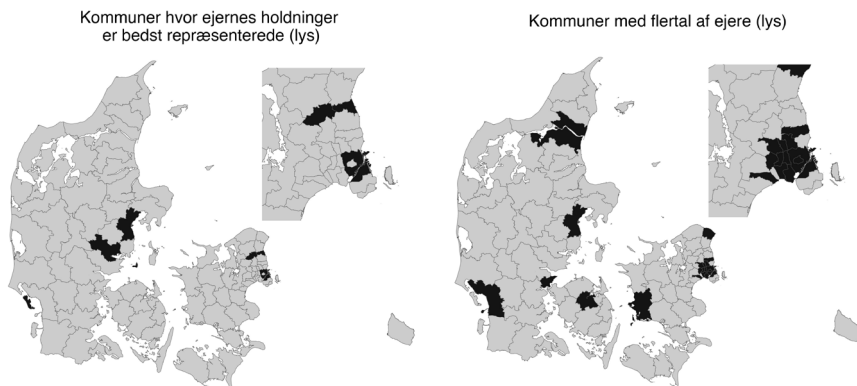 Kommuner hvor ejernes holdninger
er bedst repræsenterede (lys)
Kommuner med flertal af ejere (lys)